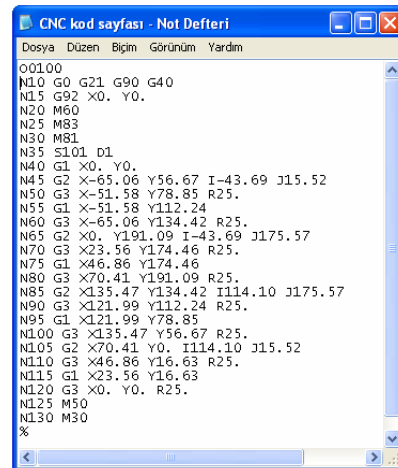 CNC kod sayfası - Not Defteri
Dosya Düzen Biçim Görünüm Yardım
O0100
N10 G0 G21 G90 G40
N15 G92 X0. Y0.
N20 M60
N25 M83
N30 M81
N35 S101 D1
N40 G1 X0. Y0.
N45 G2 X-65.06 Y56.67 I-43.69 J15.52
N50 G3 X-51.58 Y78.85 R25.
N55 G1 X-51.58 Y112.24
N60 G3 X-65.06 Y134.42 R25.
N65 G2 X0. Y191.09 I-43.69 J175.57
N70 G3 X23.56 Y174.46 R25.
N75 G1 X46.86 Y174.46
N80 G3 X70.41 Y191.09 R25.
N85 G2 X135.47 Y134.42 I114.10 J175.57
N90 G3 X121.99 Y112.24 R25.
N95 G1 X121.99 Y78.85
N100 G3 X135.47 Y56.67 R25.
N105 G2 X70.41 Y0. I114.10 J15.52
N110 G3 X46.86 Y16.63 R25.
N115 G1 X23.56 Y16.63
N120 G3 X0. Y0. R25.
N125 M50
N130 M30
%